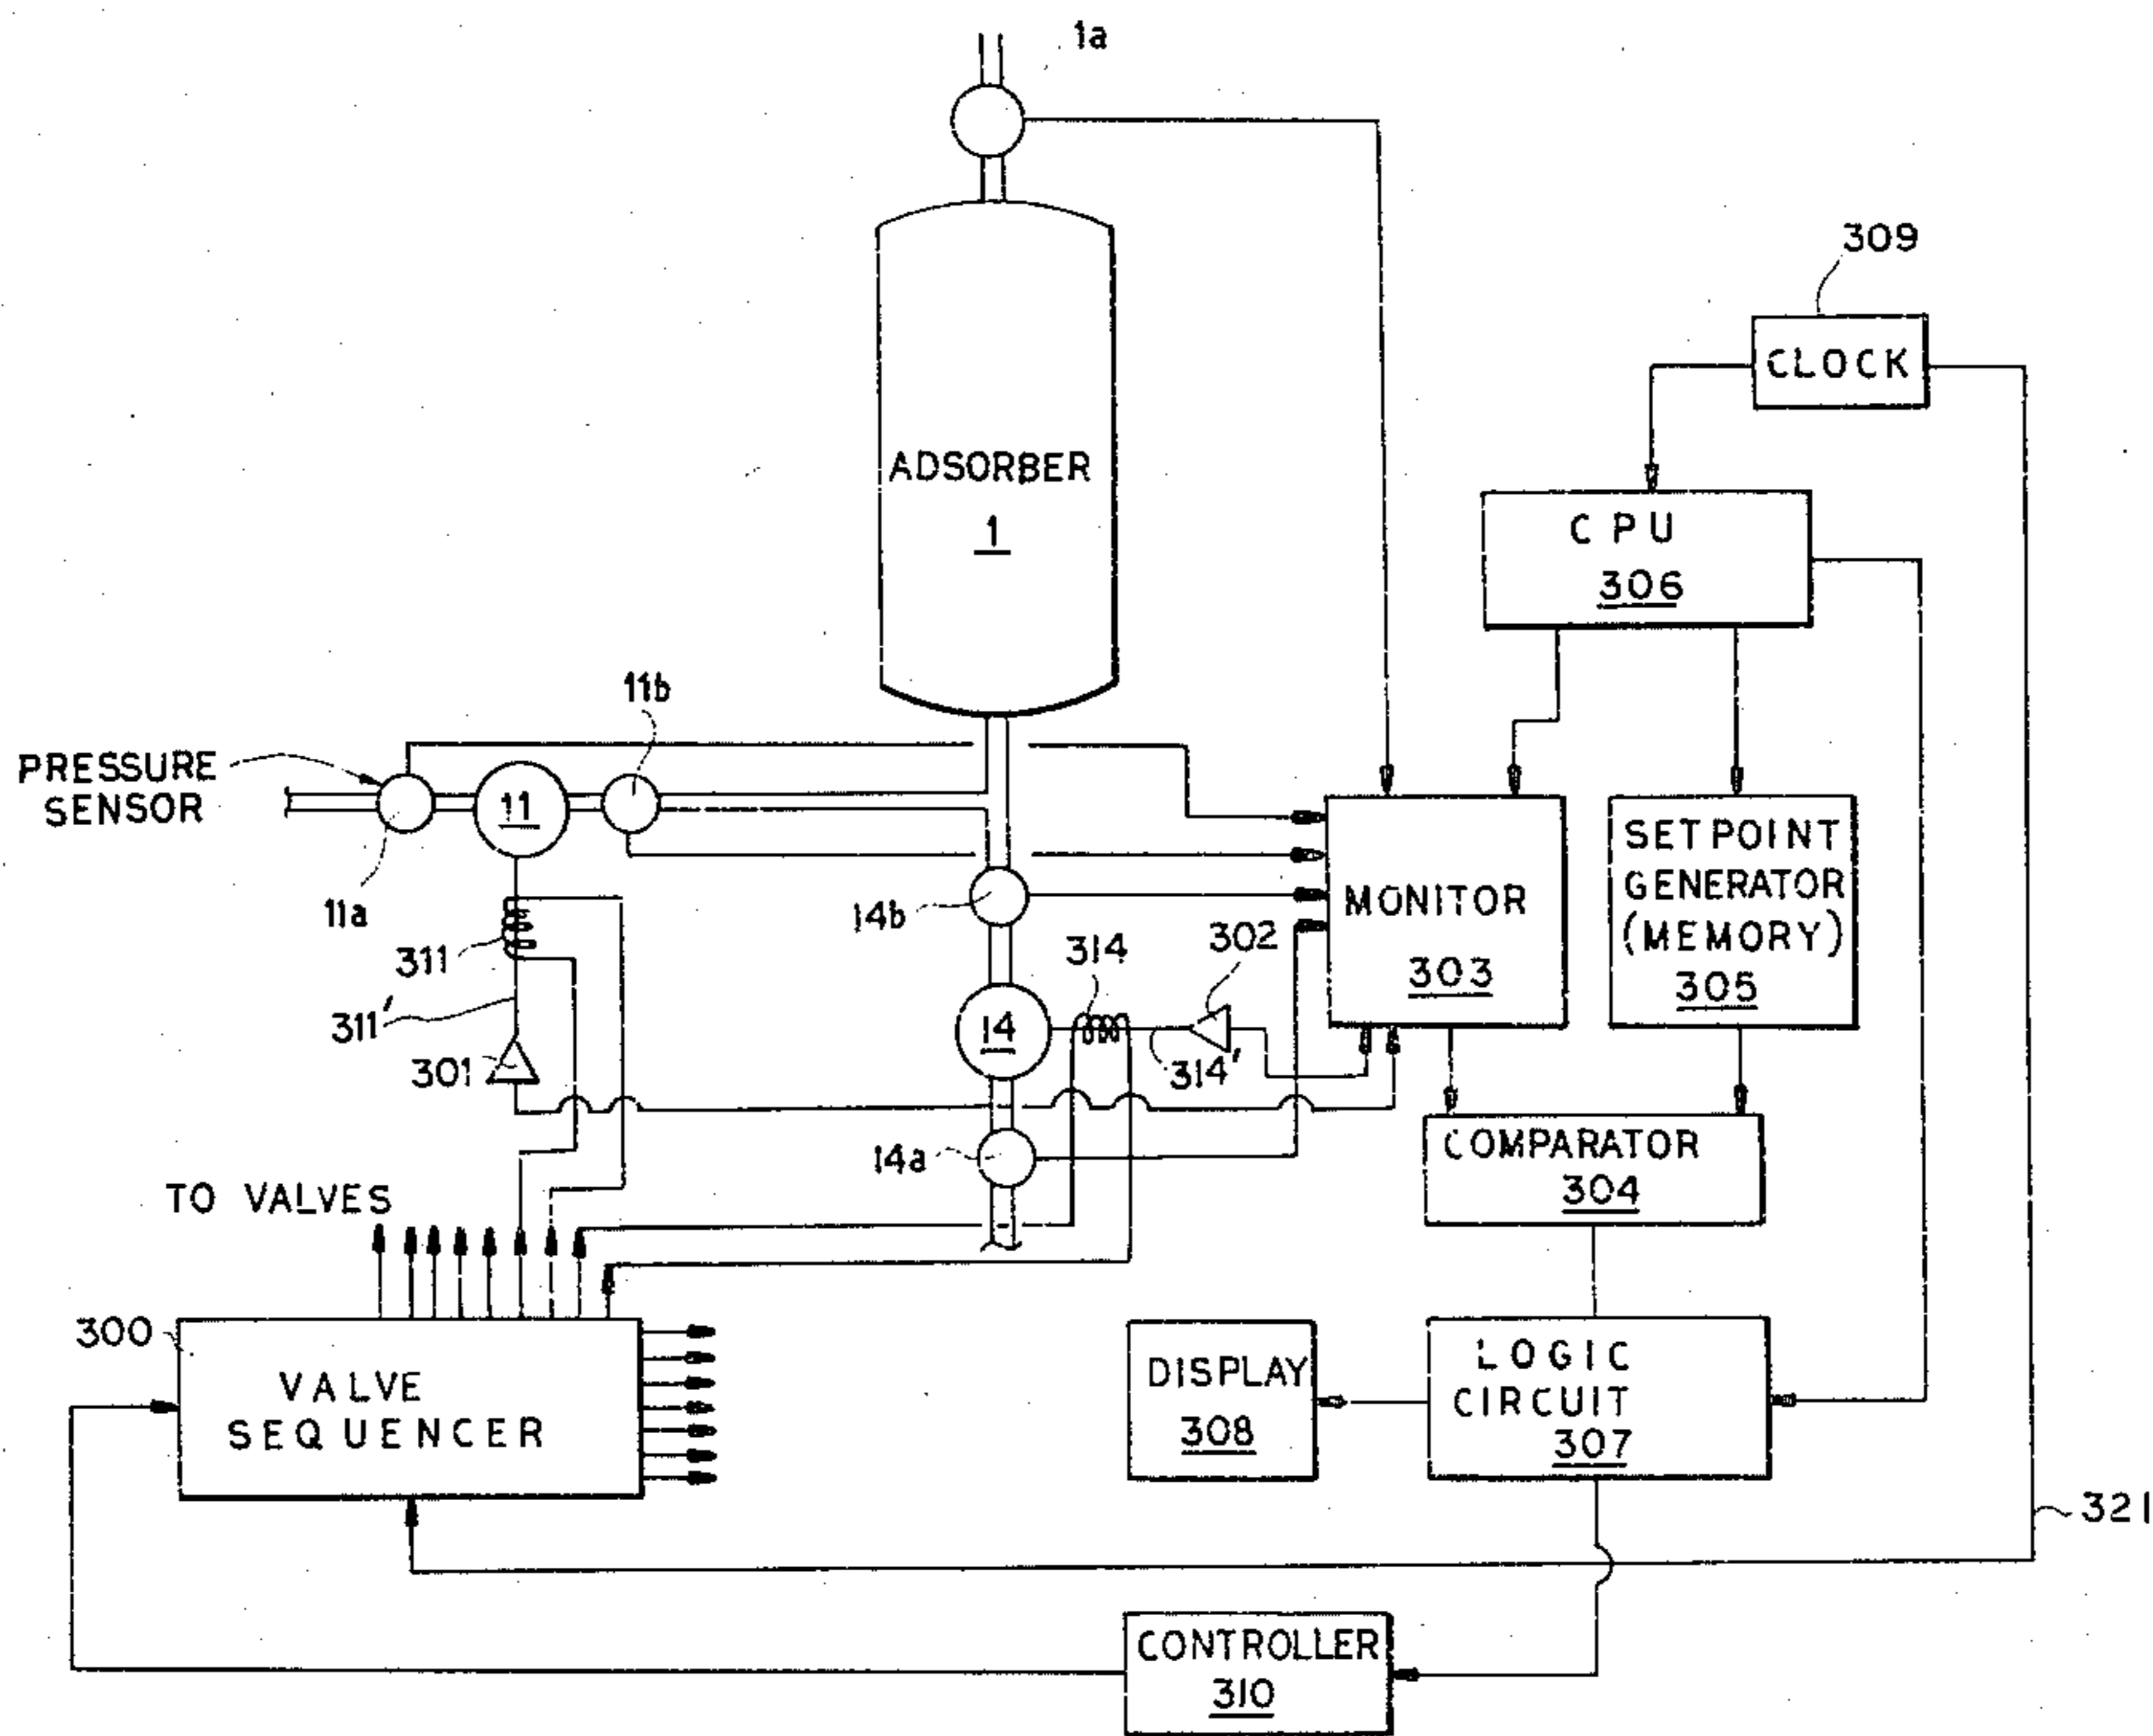 1a
309
CLOCK
ADSORBER
1
CPU
306
11b
PRESSURE
SENSOR
11
11a
14b
SETPOINT
GENERATOR
(MEMORY)
305
MONITOR
303
311
314
302
311'
14
314'
301
14a
COMPARATOR
304
TO VALVES
300
VALVE
SEQUENCER
DISPLAY
308
LOGIC
CIRCUIT
307
321
CONTROLLER
310